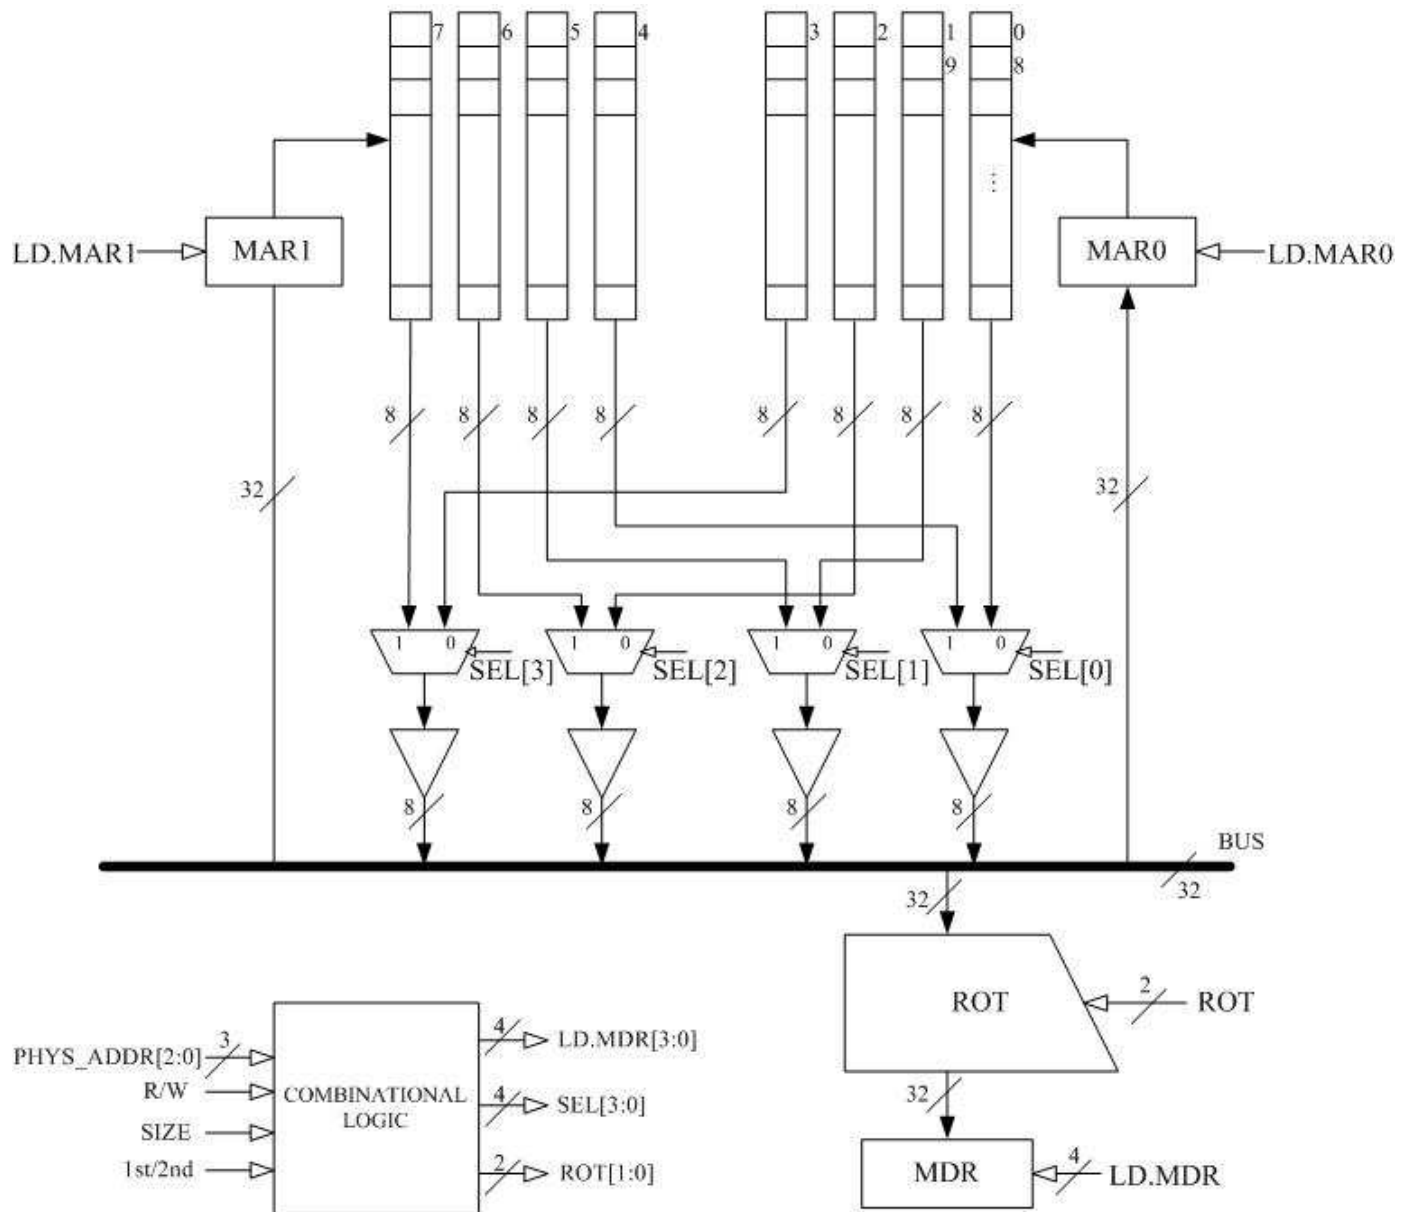 7 6 5 4 3 2 1 0
9 8
⋮
LD.MAR1 MAR1 MAR0 LD.MAR0
8 8 8 8 8 8 8 8
32 32
1 0 1 0 1 0 1 0
SEL[3] SEL[2] SEL[1] SEL[0]
8 8 8 8
BUS
32 32
ROT 2 ROT
32
MDR 4 LD.MDR
PHYS_ADDR[2:0] 3
R/W
SIZE
1st/2nd
COMBINATIONAL
LOGIC
4 LD.MDR[3:0]
4 SEL[3:0]
2 ROT[1:0]